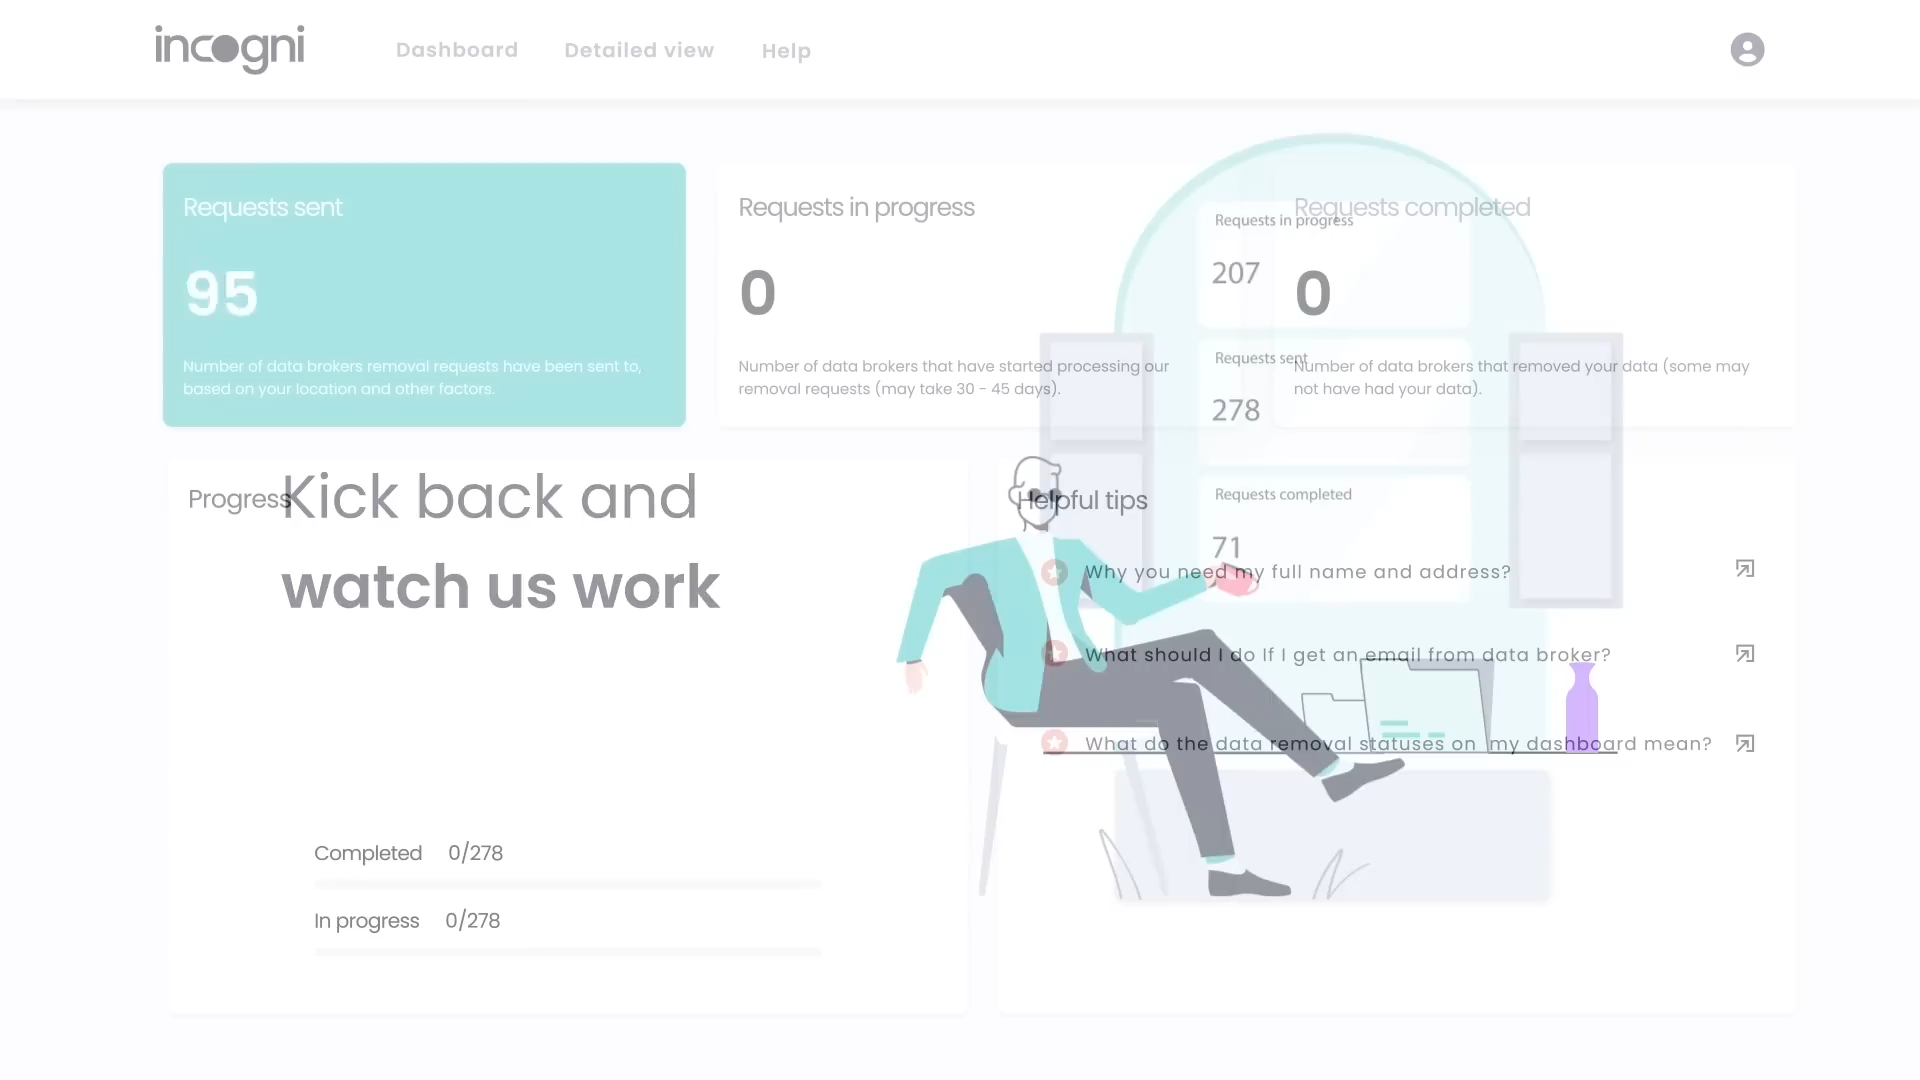 incogni
Dashboard
Detailed view
Help
Requests sent
95
Number of data brokers removal requests have been sent to,
based on your location and other factors.
Requests in progress
0
Number of data brokers that have started processing our
removal requests (may take 30 - 45 days).
Requests completed
0
Number of data brokers that removed your data (some may
not have had your data).
Requests in progress
207
Requests sent
278
Requests completed
71
Kick back and
watch us work
Progress
Completed 0/278
In progress 0/278
Helpful tips
Why you need my full name and address?
What should I do If I get an email from data broker?
What do the data removal statuses on my dashboard mean?